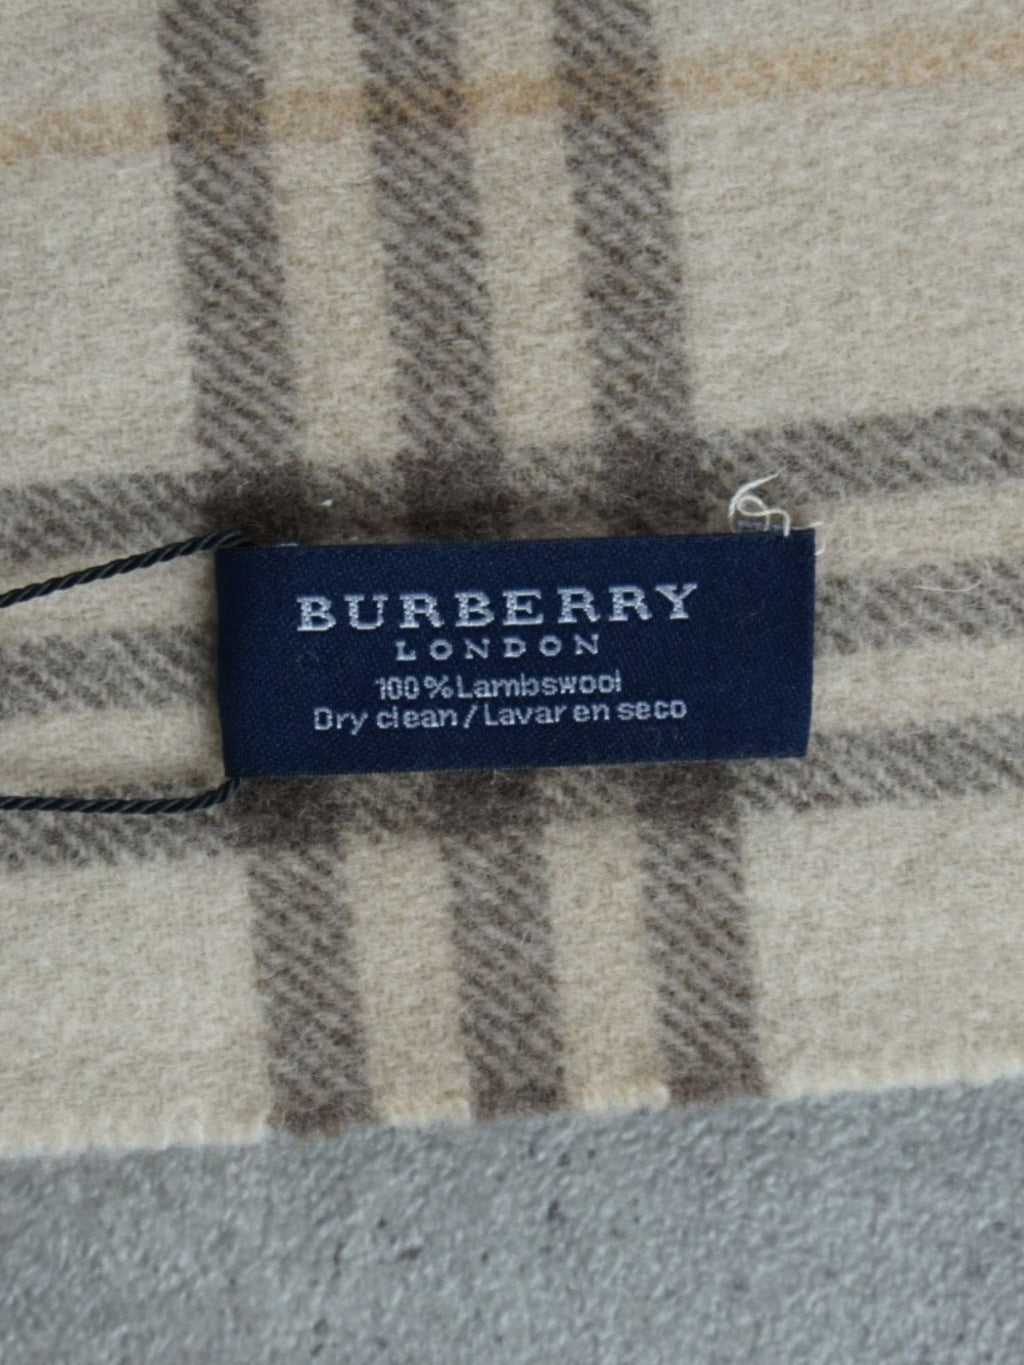 BURBERRY
LONDON
100% Lambswool
Dry clean / Lavar en seco